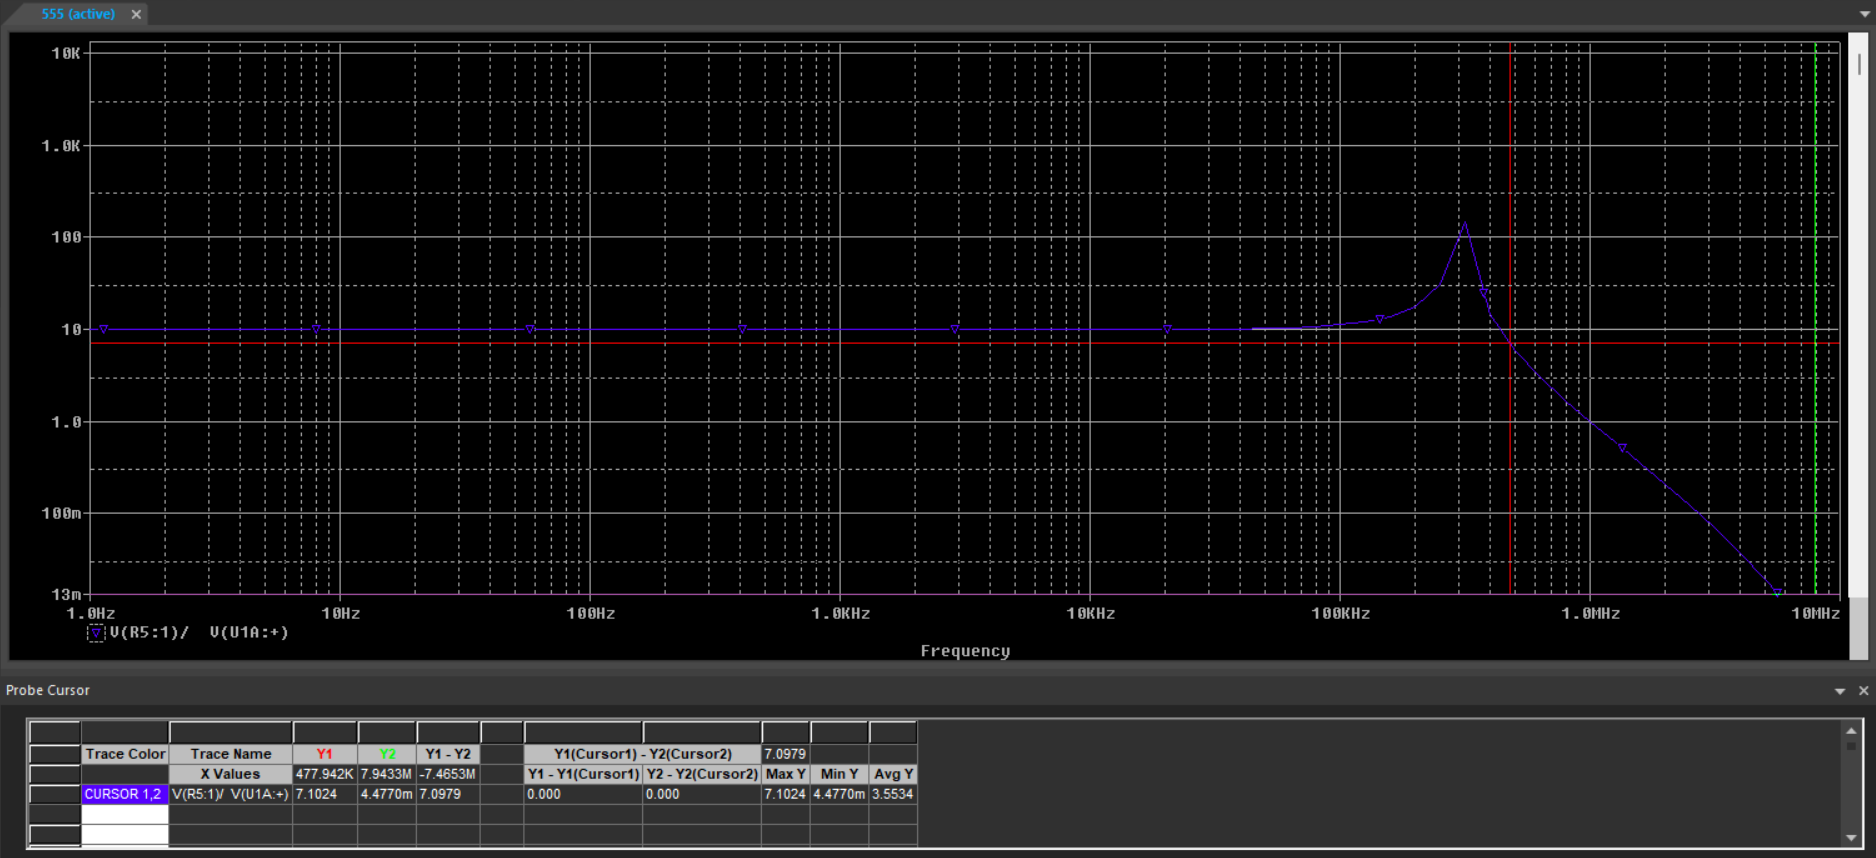 555 (active)
10K
1.0K
100
10
1.0
100m
13m
1.0Hz 10Hz 100Hz 1.0KHz 10KHz 100KHz 1.0MHz 10MHz
V(R5:1)/ V(U1A:+)
Frequency
Probe Cursor
Trace Color Trace Name Y1 Y2 Y1 - Y2 Y1(Cursor1) - Y2(Cursor2) 7.0979
X Values 477.942K 7.9433M -7.4653M Y1 - Y1(Cursor1) Y2 - Y2(Cursor2) Max Y Min Y Avg Y
CURSOR 1,2 V(R5:1)/ V(U1A:+) 7.1024 4.4770m 7.0979 0.000 0.000 7.1024 4.4770m 3.5534